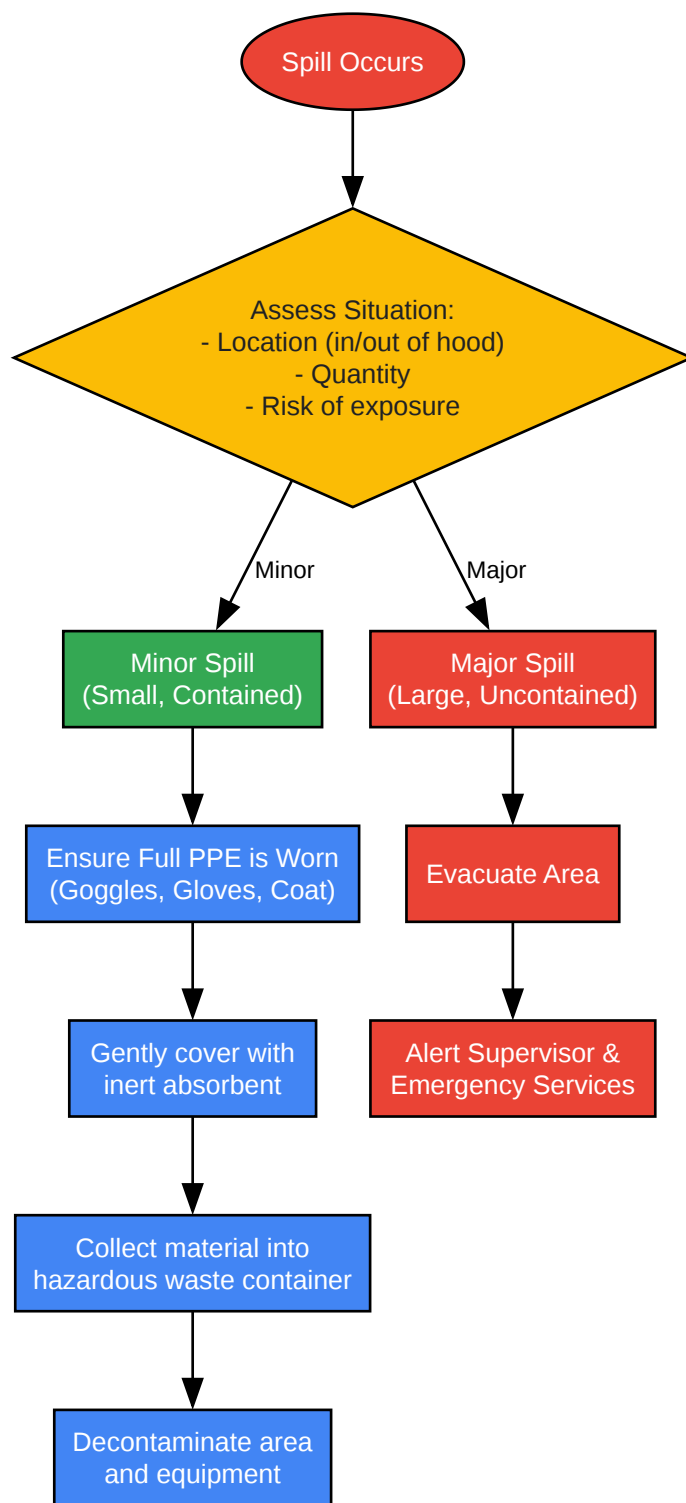 Spill Occurs
Assess Situation:
- Location (in/out of hood)
- Quantity
- Risk of exposure
Minor
Major
Minor Spill
(Small, Contained)
Major Spill
(Large, Uncontained)
Ensure Full PPE is Worn
(Goggles, Gloves, Coat)
Evacuate Area
Gently cover with
inert absorbent
Alert Supervisor &
Emergency Services
Collect material into
hazardous waste container
Decontaminate area
and equipment